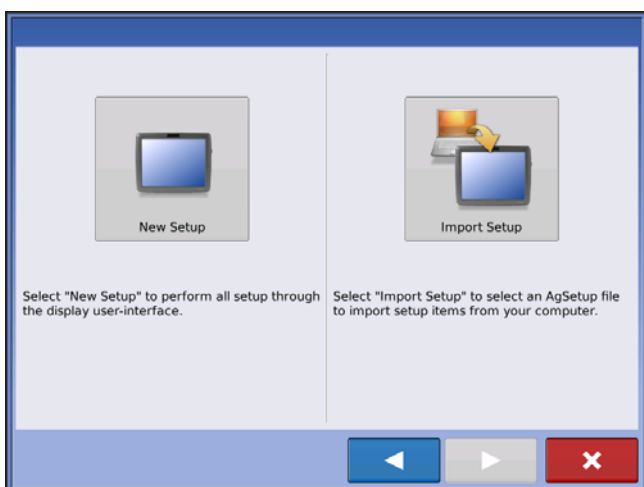 New Setup
Import Setup
Select "New Setup" to perform all setup through
the display user-interface.
Select "Import Setup" to select an AgSetup file
to import setup items from your computer.